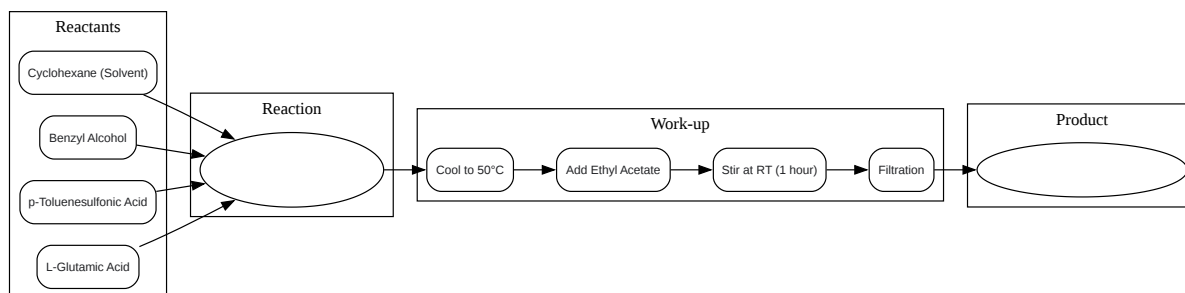 Reactants
Cyclohexane (Solvent)
Benzyl Alcohol
p-Toluenesulfonic Acid
L-Glutamic Acid
Reaction
Work-up
Cool to 50°C
Add Ethyl Acetate
Stir at RT (1 hour)
Filtration
Product